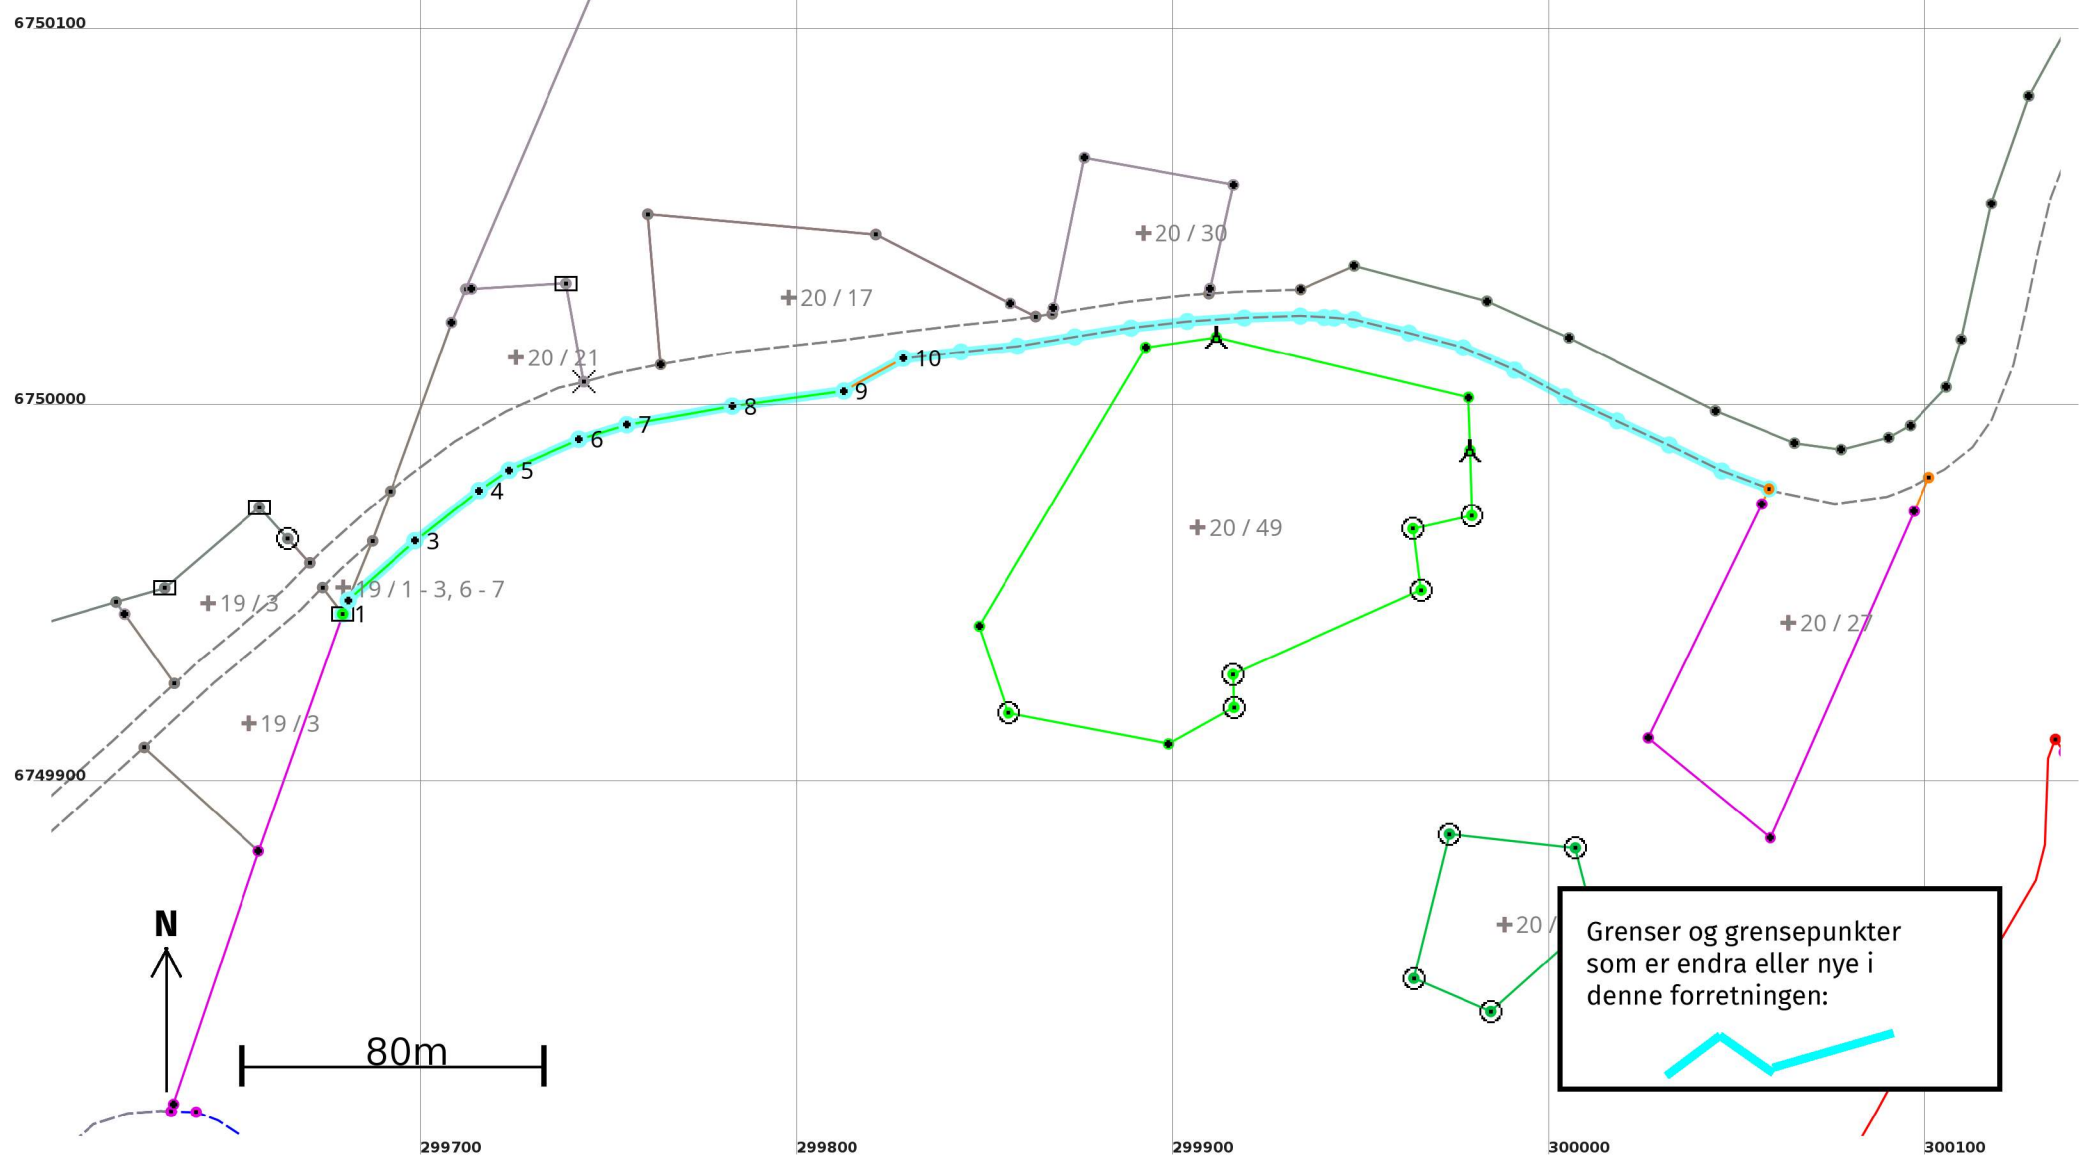 6750100
20 / 30
20 / 17
20 / 21
10
6750000
9
8
7
6
5
4
3
20 / 49
19 / 1 - 3, 6 - 7
19 / 3
1
20 / 27
19 / 3
6749900
N
20 /
Grenser og grensepunkter
som er endra eller nye i
denne forretningen:
80m
299700
299800
299900
300000
300100